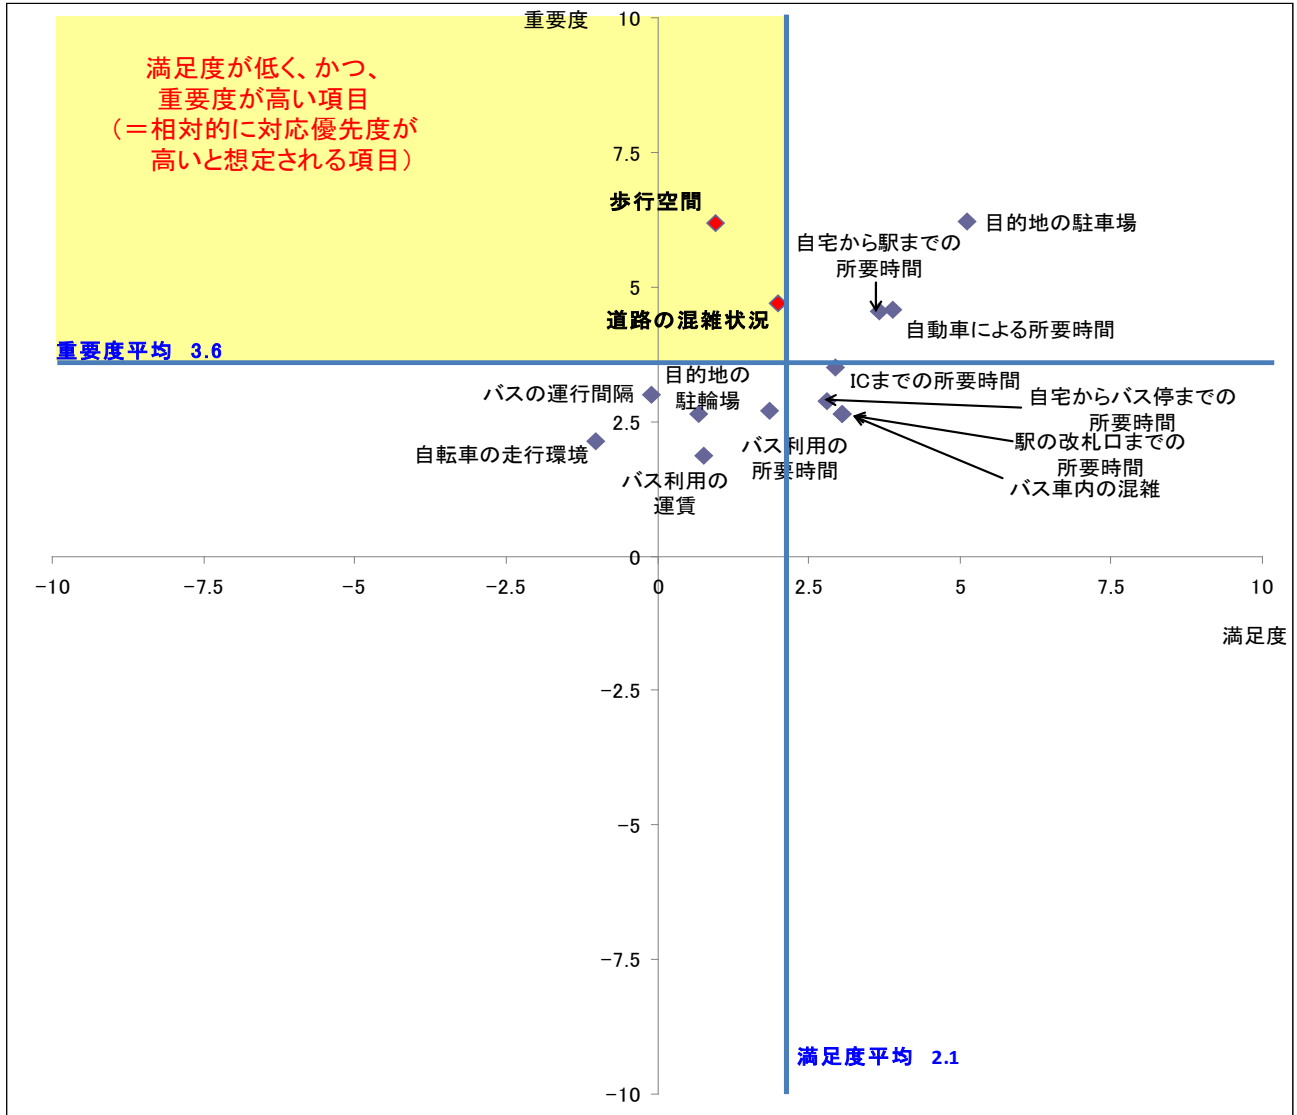 重要度
10
満足度が低く、かつ、
重要度が高い項目
（＝相対的に対応優先度が
高いと想定される項目）
7.5
歩行空間
目的地の駐車場
自宅から駅までの
所要時間
5
道路の混雑状況
自動車による所要時間
重要度平均 3.6
目的地の
駐輪場
ICまでの所要時間
バスの運行間隔
自宅からバス停までの
所要時間
2.5
自転車の走行環境
バス利用の
所要時間
駅の改札口までの
所要時間
バス利用の
運賃
バス車内の混雑
0
-10
-7.5
-5
-2.5
0
2.5
5
7.5
10
満足度
-2.5
-5
-7.5
満足度平均 2.1
-10